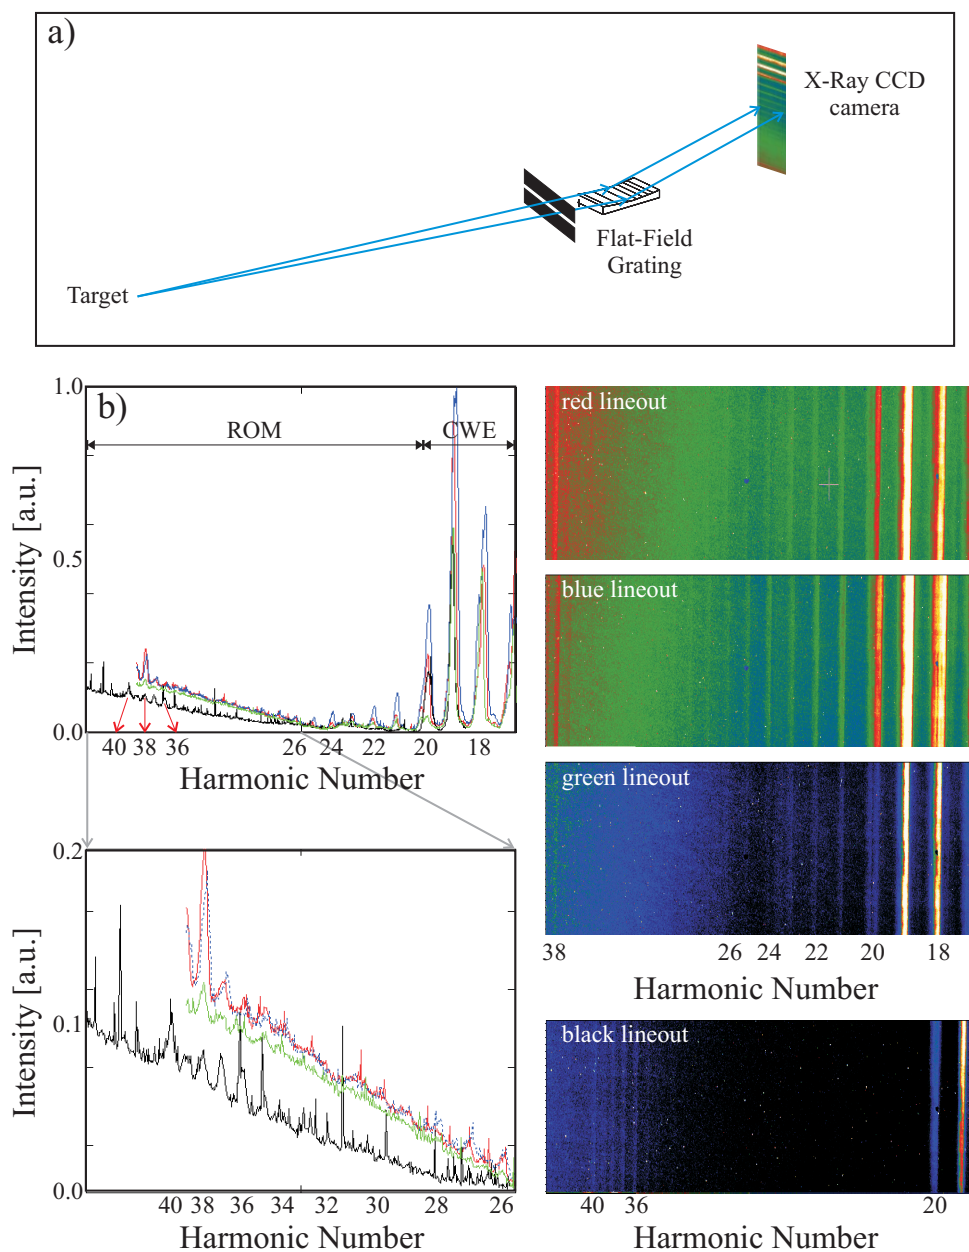 a)
X-Ray CCD
camera
Flat-Field
Grating
Target
b)
1.0
ROM
CWE
0.5
0.0
Intensity [a.u.]
40 38 36 26 24 22 20 18
Harmonic Number
0.2
0.1
0.0
Intensity [a.u.]
40 38 36 34 32 30 28 26
Harmonic Number
red lineout
blue lineout
green lineout
38 26 24 22 20 18
Harmonic Number
black lineout
40 38 36 20
Harmonic Number